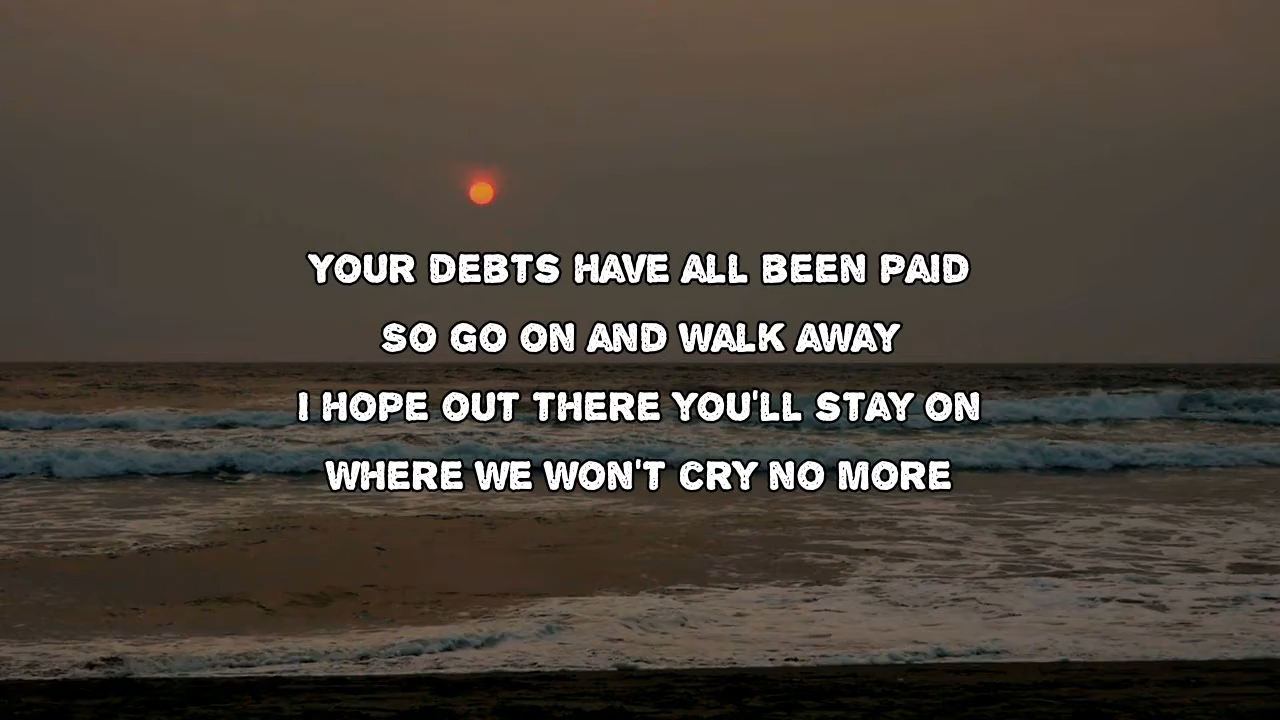 YOUR DEBTS HAVE ALL BEEN PAID
SO GO ON AND WALK AWAY
I HOPE OUT THERE YOU'LL STAY ON
WHERE WE WON'T CRY NO MORE